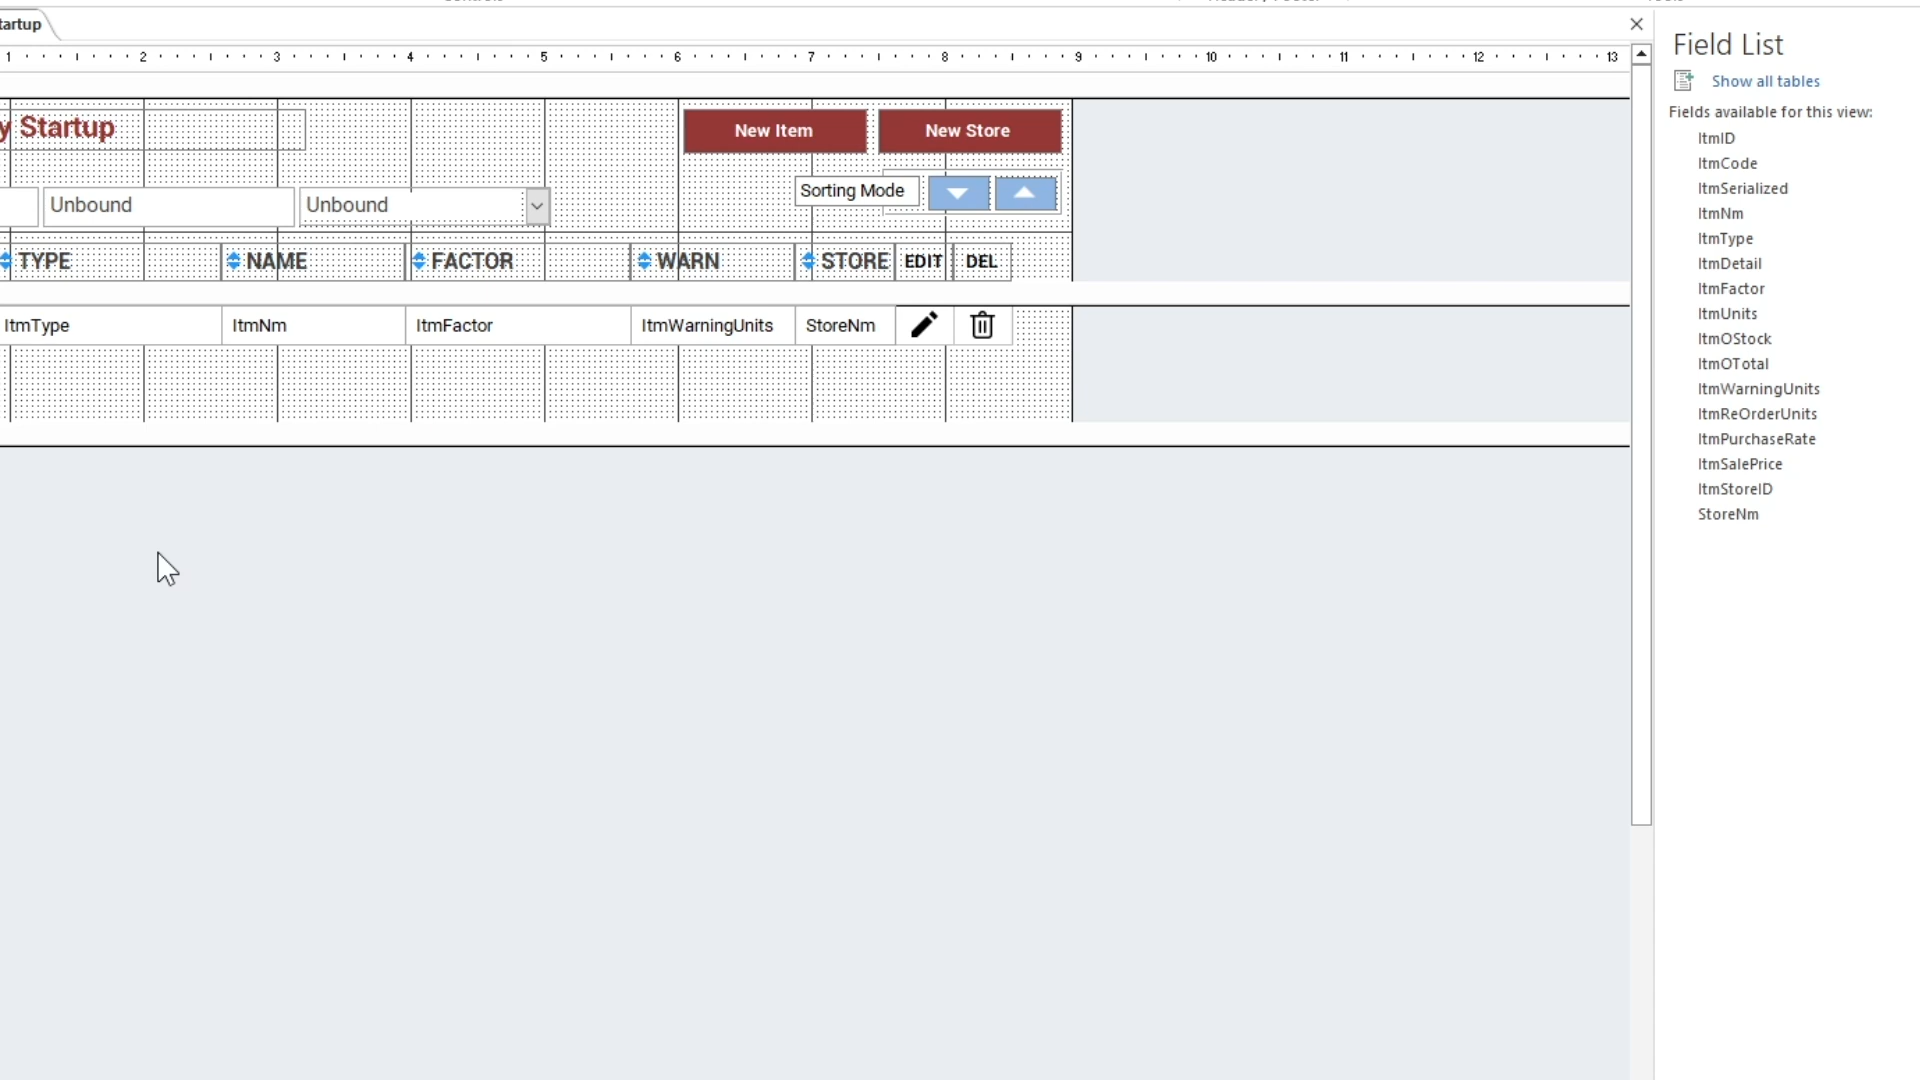 tartup
1 2 3 4 5 6 7 8 9 10 11 12 13
y Startup
New Item New Store
Unbound Unbound Sorting Mode
TYPE NAME FACTOR WARN STORE EDIT DEL
ItmType ItmNm ItmFactor ItmWarningUnits StoreNm
Field List
Show all tables
Fields available for this view:
ItmID
ItmCode
ItmSerialized
ItmNm
ItmType
ItmDetail
ItmFactor
ItmUnits
ItmOStock
ItmOTotal
ItmWarningUnits
ItmReOrderUnits
ItmPurchaseRate
ItmSalePrice
ItmStoreID
StoreNm